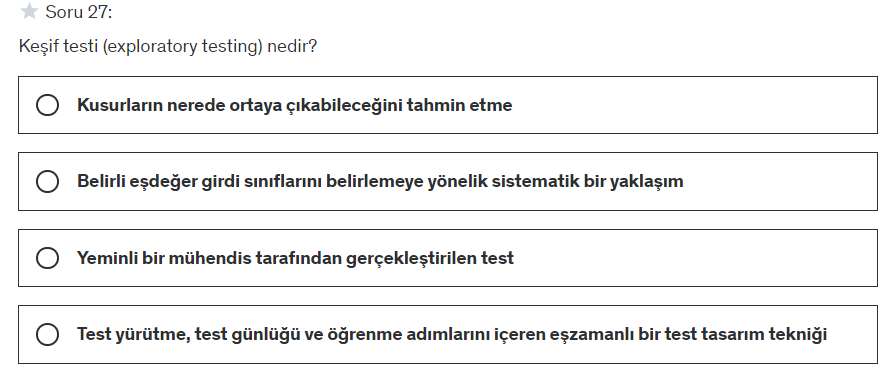 Soru 27:
Keşif testi (exploratory testing) nedir?
Kusurların nerede ortaya çıkabileceğini tahmin etme
Belirli eşdeğer girdi sınıflarını belirlemeye yönelik sistematik bir yaklaşım
Yeminli bir mühendis tarafından gerçekleştirilen test
Test yürütme, test günlüğü ve öğrenme adımlarını içeren eşzamanlı bir test tasarım tekniği